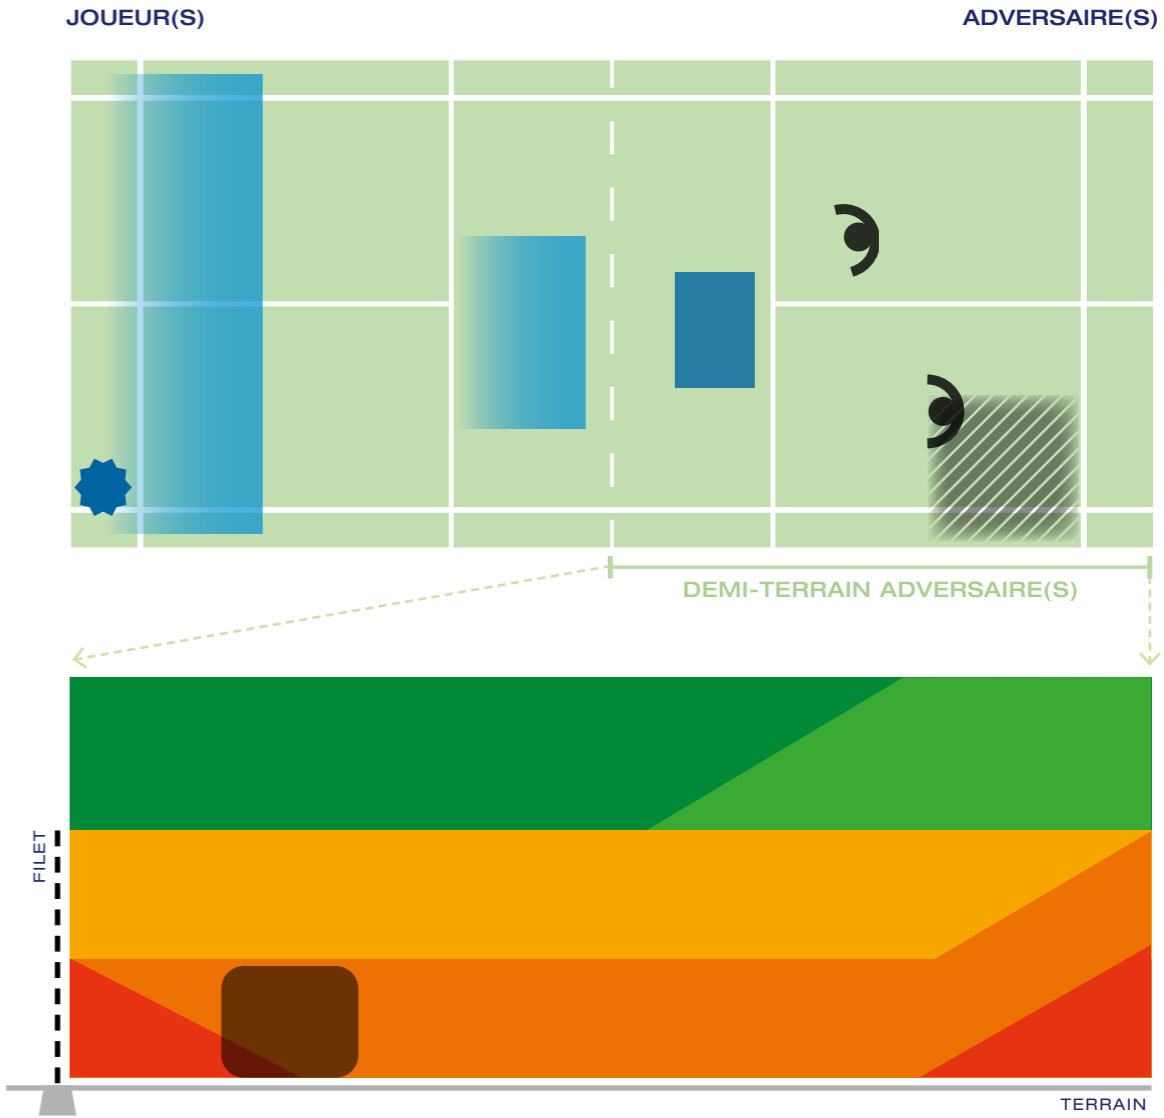 JOUEUR(S)
ADVERSAIRE(S)
DEMI-TERRAIN ADVERSAIRE(S)
FILET
TERRAIN